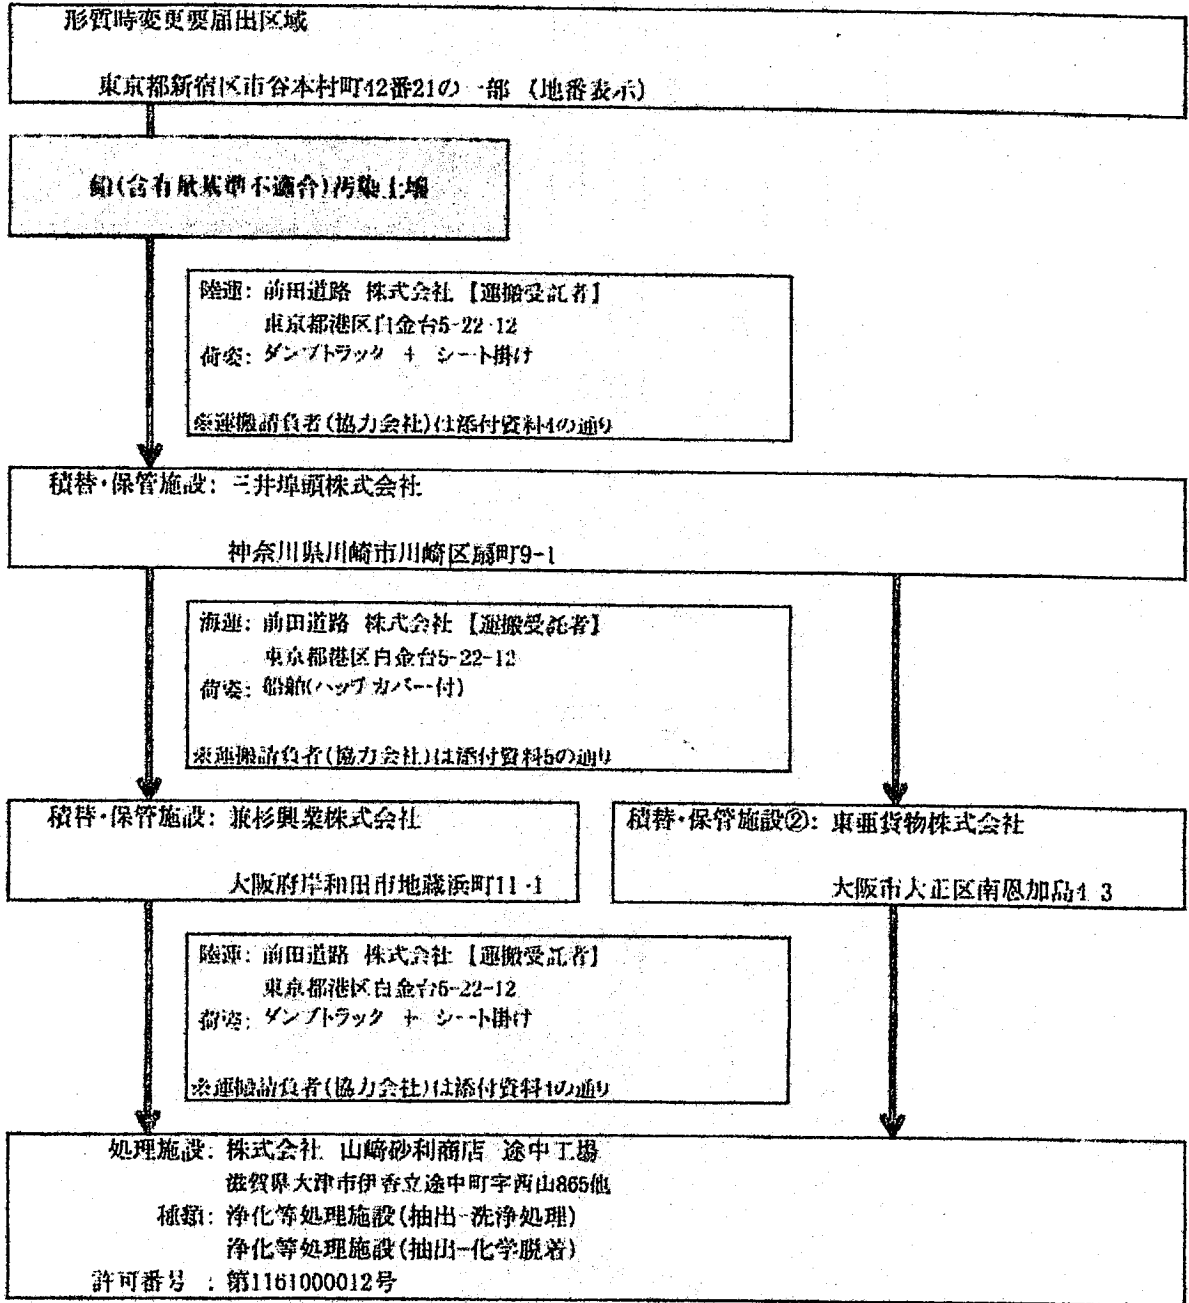 形質時変更要届出区域
東京都新宿区市谷本村町42番21の一部 (地番表示)
鉛(含有量基準不適合)汚染土壌
陸運: 前田道路 株式会社 【運搬受託者】
東京都港区白金台5-22-12
荷姿: ダンプトラック + シート掛け
※運搬請負者(協力会社)は添付資料4の通り
積替・保管施設: 三井埠頭株式会社
神奈川県川崎市川崎区扇町9-1
海運: 前田道路 株式会社 【運搬受託者】
東京都港区白金台5-22-12
荷姿: 船舶(ハッチカバー付)
※運搬請負者(協力会社)は添付資料5の通り
積替・保管施設: 兼杉興業株式会社
大阪府岸和田市地蔵浜町11-1
積替・保管施設②: 東亜貨物株式会社
大阪市大正区南恩加島4-3
陸運: 前田道路 株式会社 【運搬受託者】
東京都港区白金台5-22-12
荷姿: ダンプトラック + シート掛け
※運搬請負者(協力会社)は添付資料4の通り
処理施設: 株式会社 山﨑砂利商店 途中工場
滋賀県大津市伊香立途中町字西山865他
種類: 浄化等処理施設(抽出-洗浄処理)
浄化等処理施設(抽出-化学脱着)
許可番号 : 第1161000012号